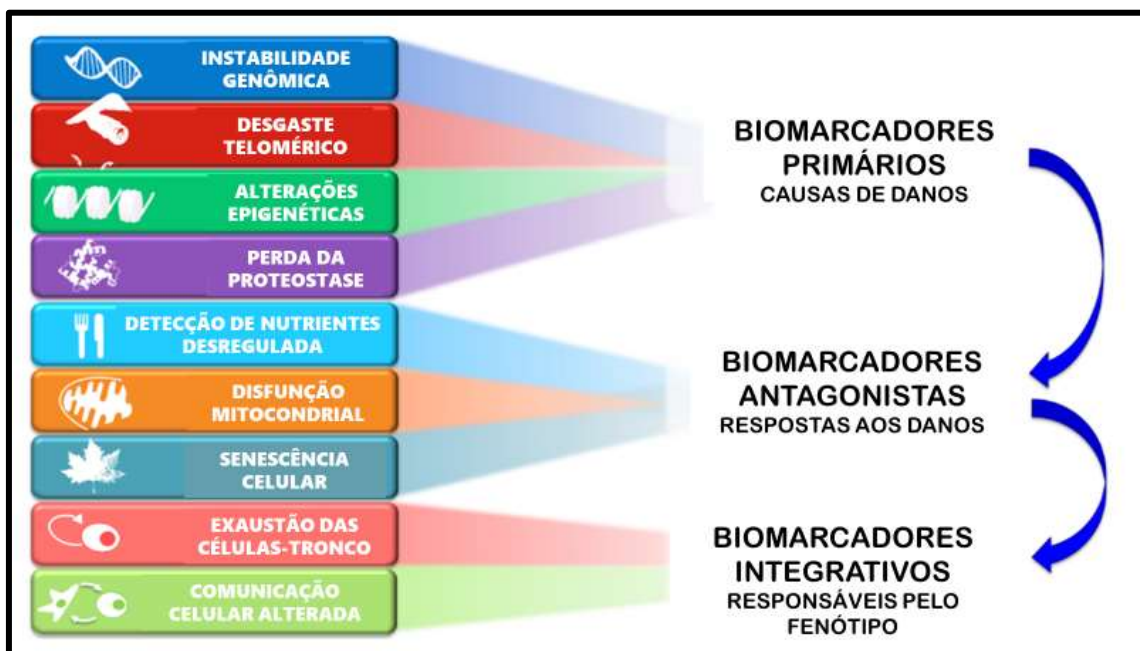 INSTABILIDADE
GENÔMICA
DESGASTE
TELOMÉRICO
ALTERAÇÕES
EPIGENÉTICAS
PERDA DA
PROTEOSTASE
DETECÇÃO DE NUTRIENTES
DESREGULADA
DISFUNÇÃO
MITOCONDRIAL
SENESCÊNCIA
CELULAR
EXAUSTÃO DAS
CÉLULAS-TRONCO
COMUNICAÇÃO
CELULAR ALTERADA
BIOMARCADORES
PRIMÁRIOS
CAUSAS DE DANOS
BIOMARCADORES
ANTAGONISTAS
RESPOSTAS AOS DANOS
BIOMARCADORES
INTEGRATIVOS
RESPONSÁVEIS PELO
FENÓTIPO